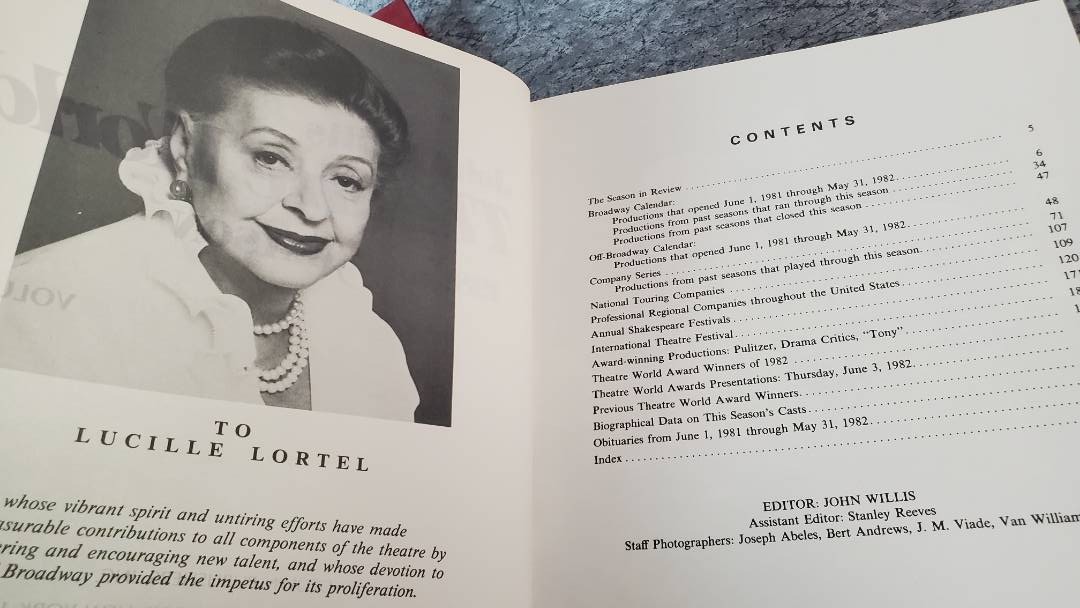 TO
LUCILLE LORTEL
whose vibrant spirit and untiring efforts have made
contributions to all components of the theatre by
and encouraging new talent, and whose devotion to
Broadway provided the impetus for its proliferation.
CONTENTS
The Season in Review 5
Broadway Calendar:
Productions that opened June 1, 1981 through May 31, 1982 6
Productions from past seasons that ran through this season 34
Productions from past seasons that closed this season 47
Off-Broadway Calendar:
Productions that opened June 1, 1981 through May 31, 1982 48
Company Series 71
Productions from past seasons that played through this season 107
National Touring Companies 109
Professional Regional Companies throughout the United States 120
Annual Shakespeare Festivals
International Theatre Festival
Award-winning Productions: Pulitzer, Drama Critics, "Tony"
Theatre World Award Winners of 1982
Theatre World Awards Presentations: Thursday, June 3, 1982
Previous Theatre World Award Winners
Biographical Data on This Season's Casts
Obituaries from June 1, 1981 through May 31, 1982
Index
EDITOR: JOHN WILLIS
Assistant Editor: Stanley Reeves
Staff Photographers: Joseph Abeles, Bert Andrews, J. M. Viade, Van William